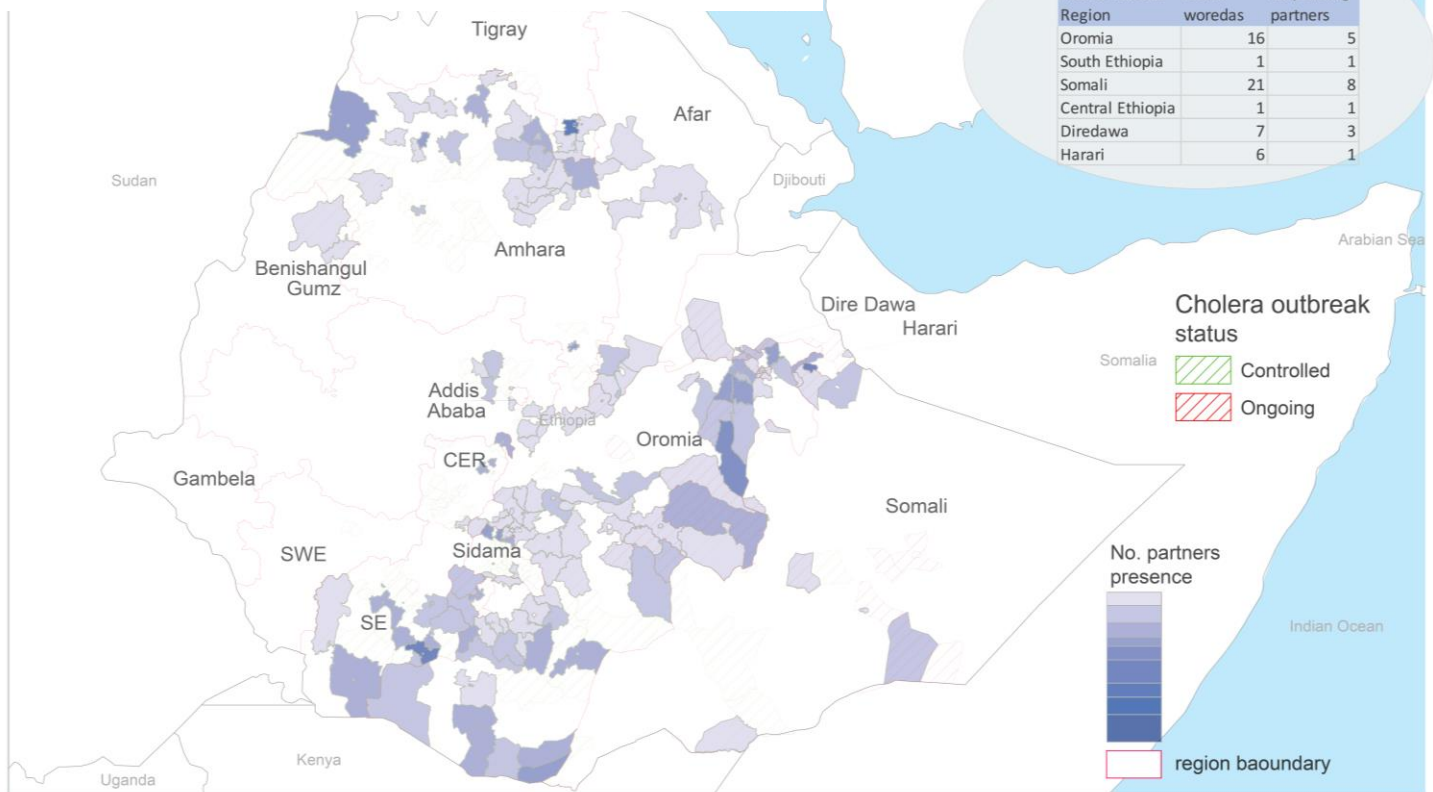 Region woredas partners
Oromia 16 5
South Ethiopia 1 1
Somali 21 8
Central Ethiopia 1 1
Diredawa 7 3
Harari 6 1
Tigray
Afar
Sudan
Djibouti
Amhara
Benishangul
Gumz
Arabian Sea
Dire Dawa
Harari
Cholera outbreak
status
Controlled
Ongoing
Somalia
Addis
Ababa
Ethiopia
Oromia
CER
Gambela
Somali
SWE
Sidama
SE
No. partners
presence
Indian Ocean
region baoundary
Kenya
Uganda